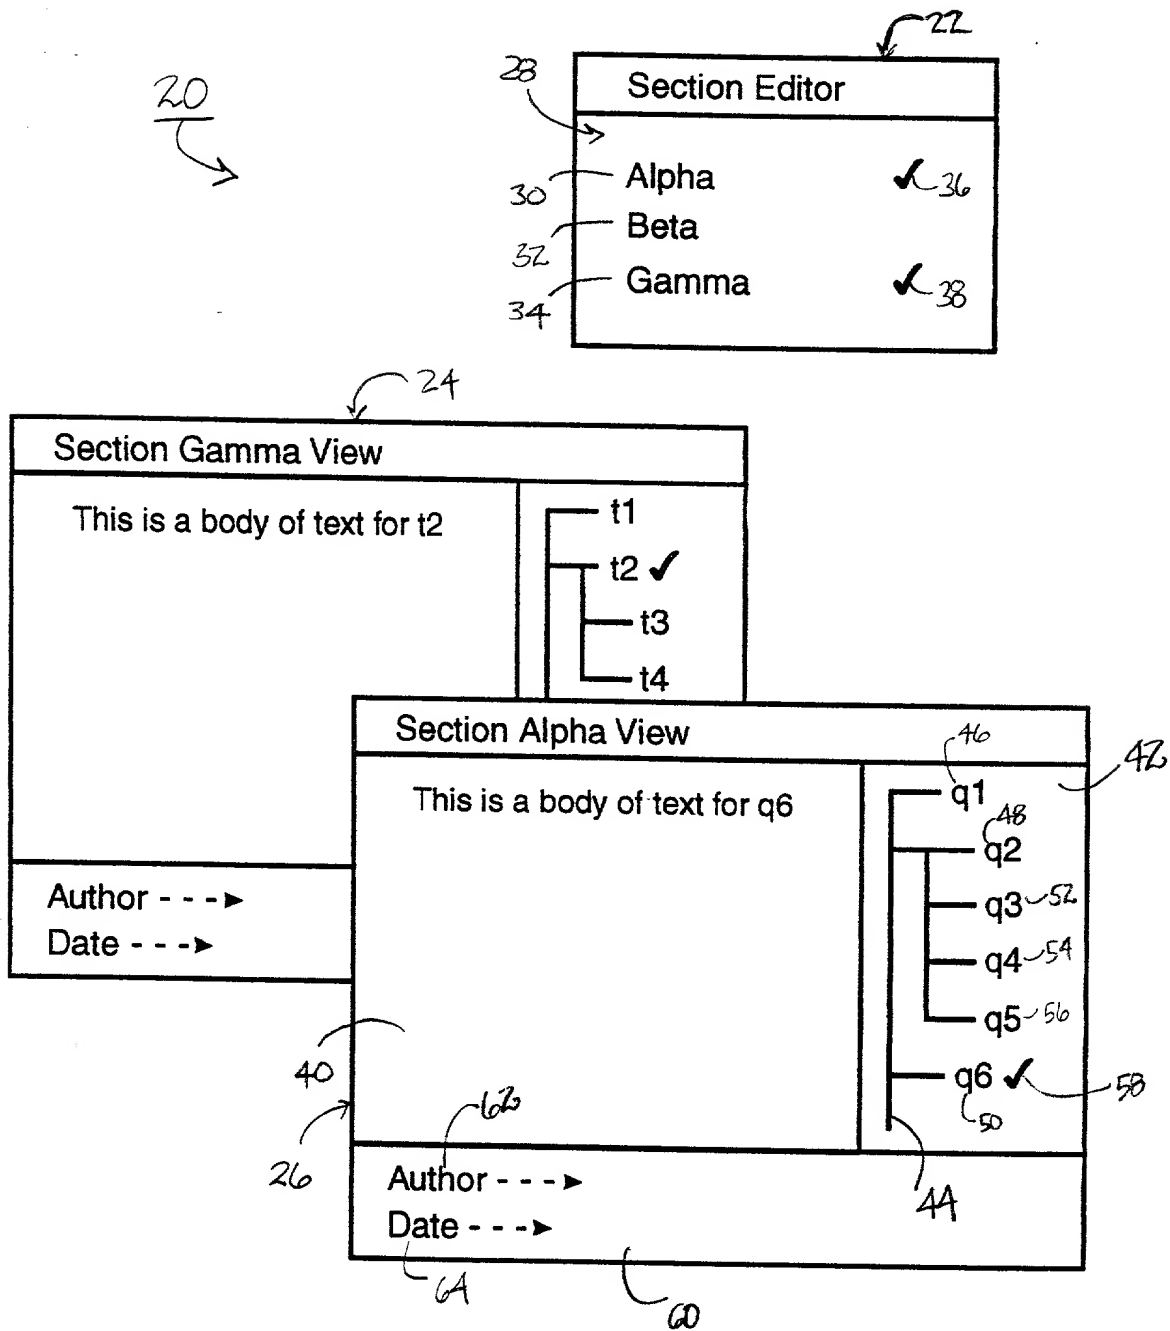 22
20
28
Section Editor
30 Alpha ✓ 36
32 Beta
34 Gamma ✓ 38
24
Section Gamma View
This is a body of text for t2
t1
t2 ✓
t3
t4
Author - - - ➤
Date - - - ➤
26
Section Alpha View
This is a body of text for q6
40
42
46
q1
48
q2
q3 52
q4 54
q5 56
q6 ✓ 58
50
44
62
Author - - - ➤
Date - - - ➤
64
60